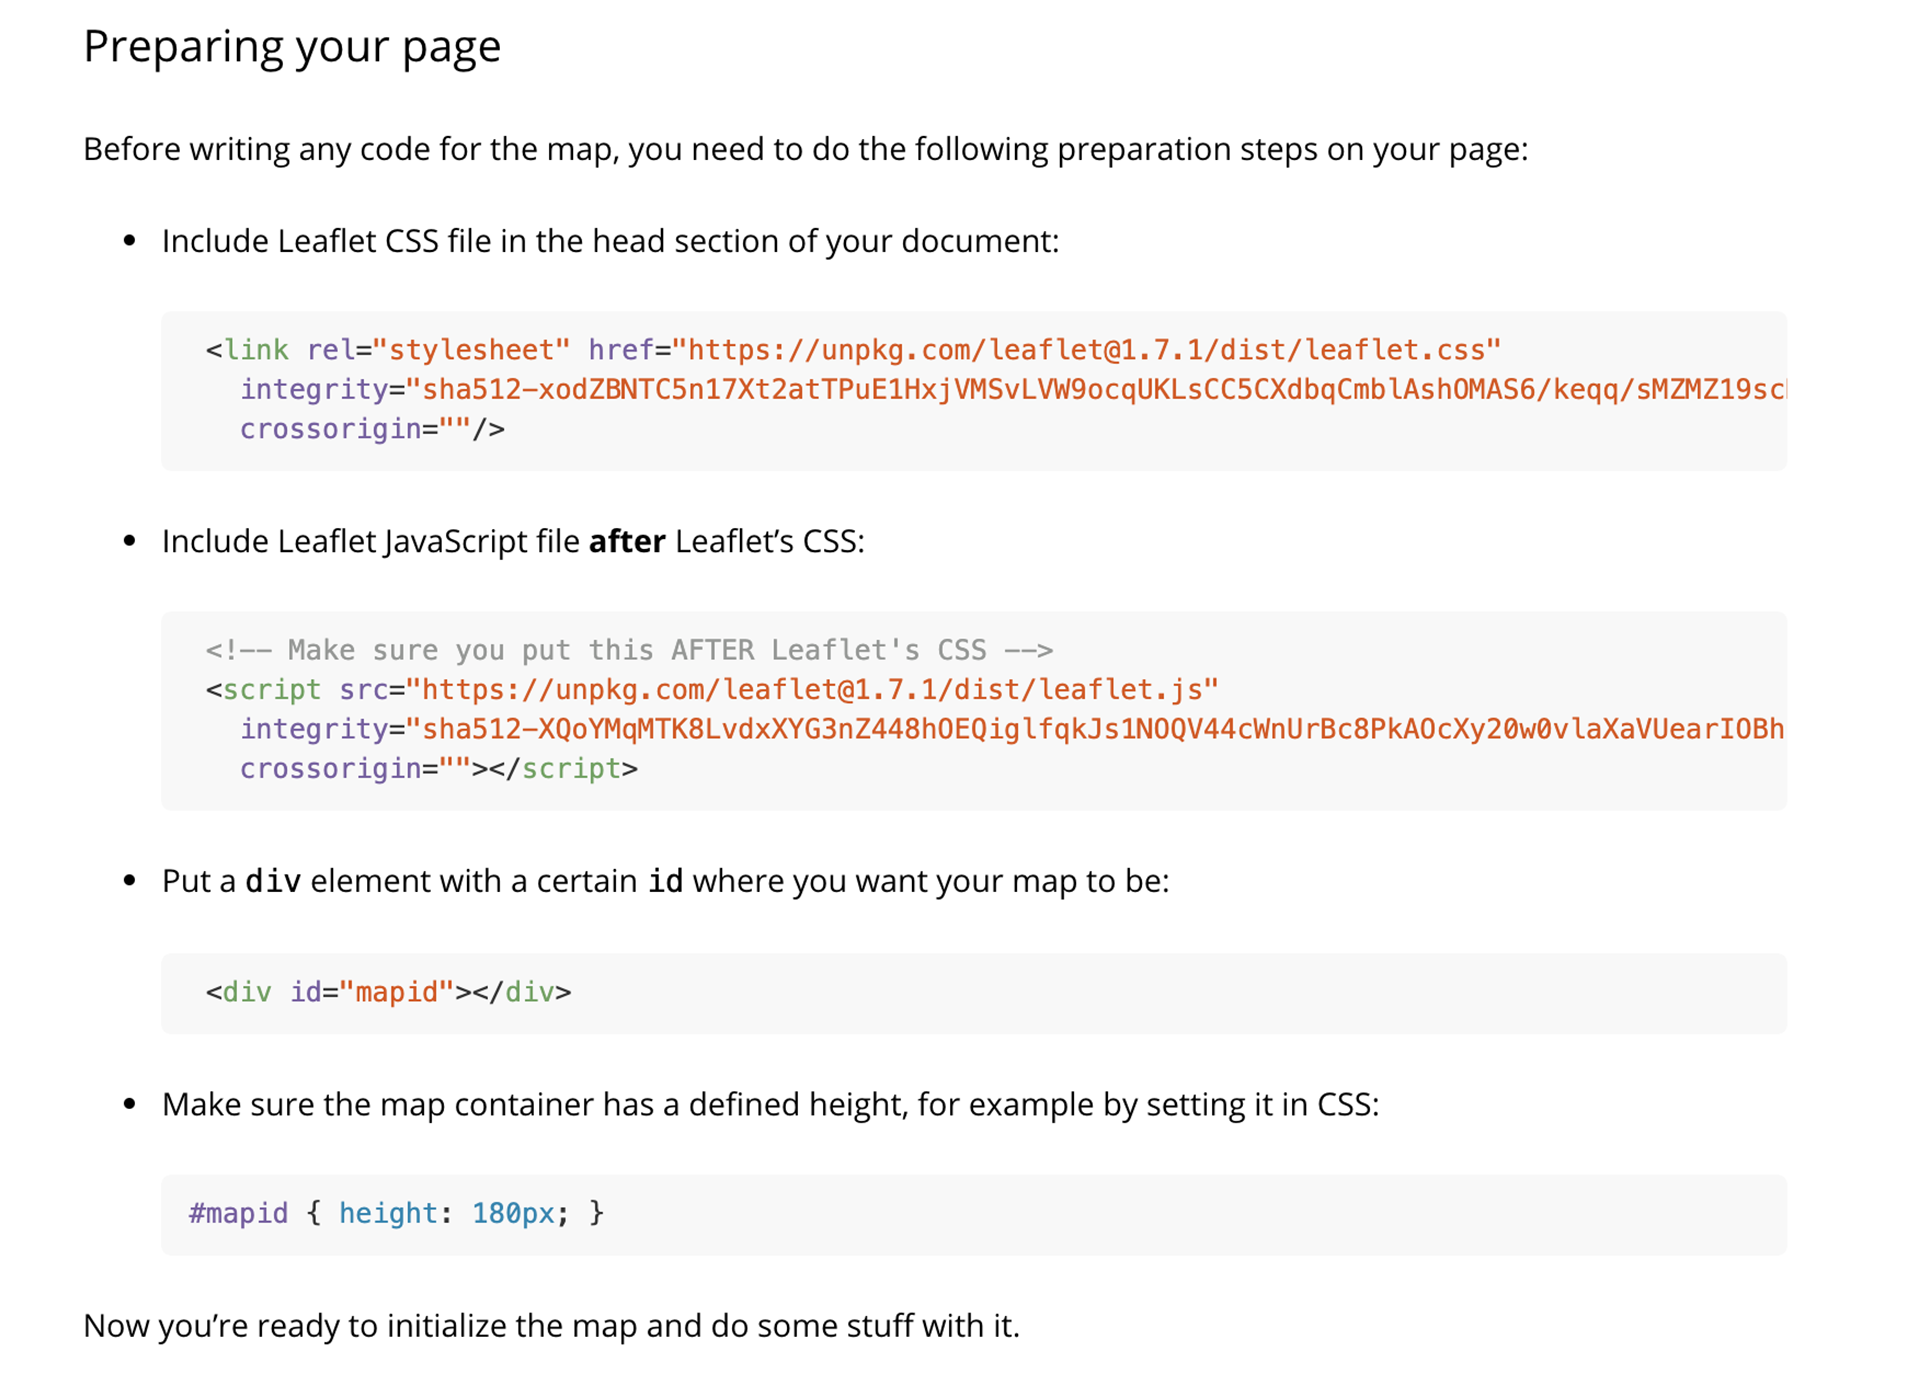 Preparing your page
Before writing any code for the map, you need to do the following preparation steps on your page:
• Include Leaflet CSS file in the head section of your document:
<link rel="stylesheet" href="https://unpkg.com/leaflet@1.7.1/dist/leaflet.css"
integrity="sha512-xodZBNTC5n17Xt2atTPuE1HxjVMSvLVW9ocqUKLsCC5CXdbqCmblAshOMAS6/keqq/sMZMZ19sc
crossorigin=""/>
• Include Leaflet JavaScript file after Leaflet’s CSS:
<!-- Make sure you put this AFTER Leaflet's CSS -->
<script src="https://unpkg.com/leaflet@1.7.1/dist/leaflet.js"
integrity="sha512-XQoYMqMTK8LvdxXYG3nZ448hOEQiglfqkJs1NOQV44cWnUrBc8PkAOcXy20w0vlaXaVUearIOBh
crossorigin=""></script>
• Put a div element with a certain id where you want your map to be:
<div id="mapid"></div>
• Make sure the map container has a defined height, for example by setting it in CSS:
#mapid { height: 180px; }
Now you’re ready to initialize the map and do some stuff with it.